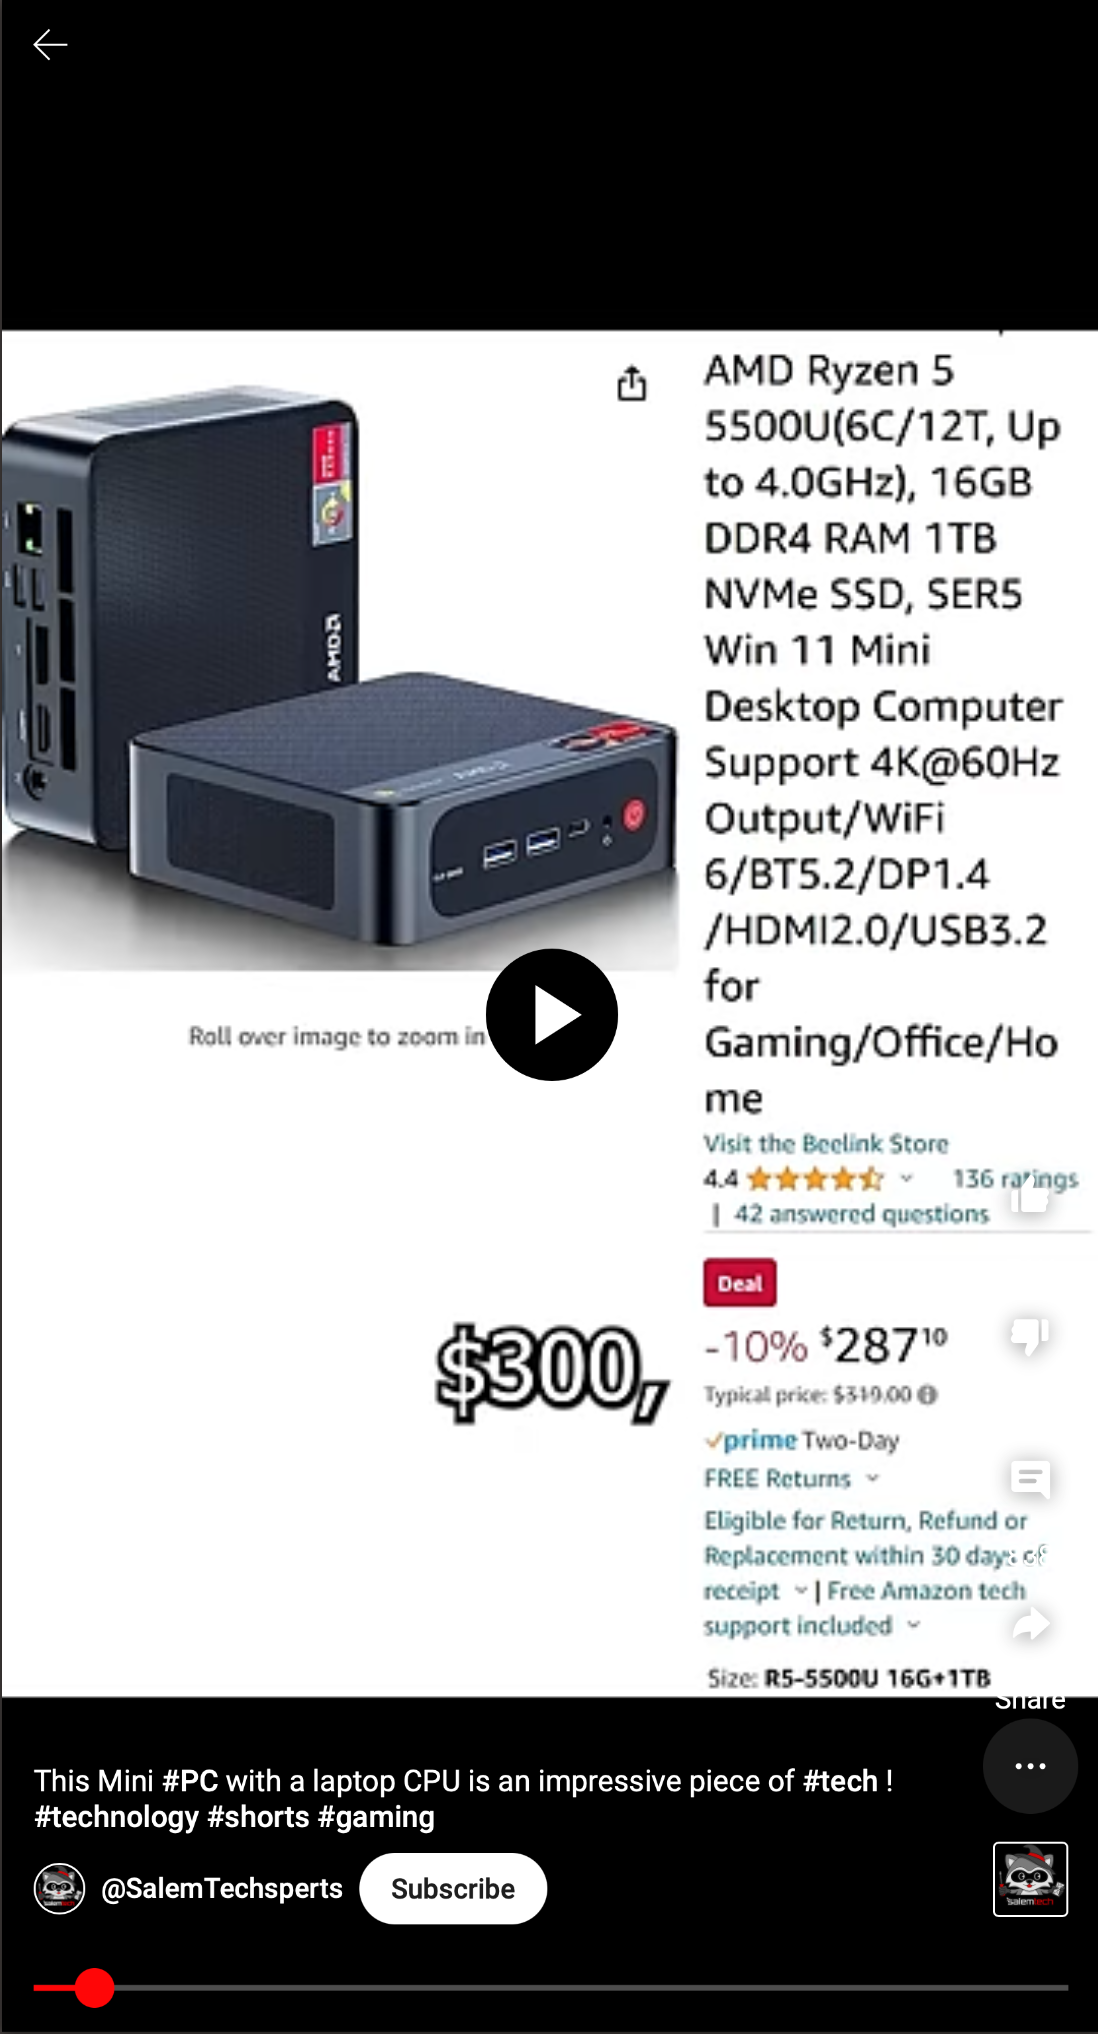 AMD Ryzen 5
5500U(6C/12T, Up
to 4.0GHz), 16GB
DDR4 RAM 1TB
NVMe SSD, SER5
Win 11 Mini
Desktop Computer
Support 4K@60Hz
Output/WiFi
6/BT5.2/DP1.4
/HDMI2.0/USB3.2
for
Gaming/Office/Ho
me
AMD
Roll over image to zoom in
Visit the Beelink Store
4.4 136 ratings
| 42 answered questions
Deal
-10% $28710
Typical price: $319.00
$300,
prime Two-Day
FREE Returns
Eligible for Return, Refund or
Replacement within 30 days of
receipt | Free Amazon tech
support included
Size: R5-5500U 16G+1TB
Share
This Mini #PC with a laptop CPU is an impressive piece of #tech !
#technology #shorts #gaming
@SalemTechsperts
Subscribe
salemtech